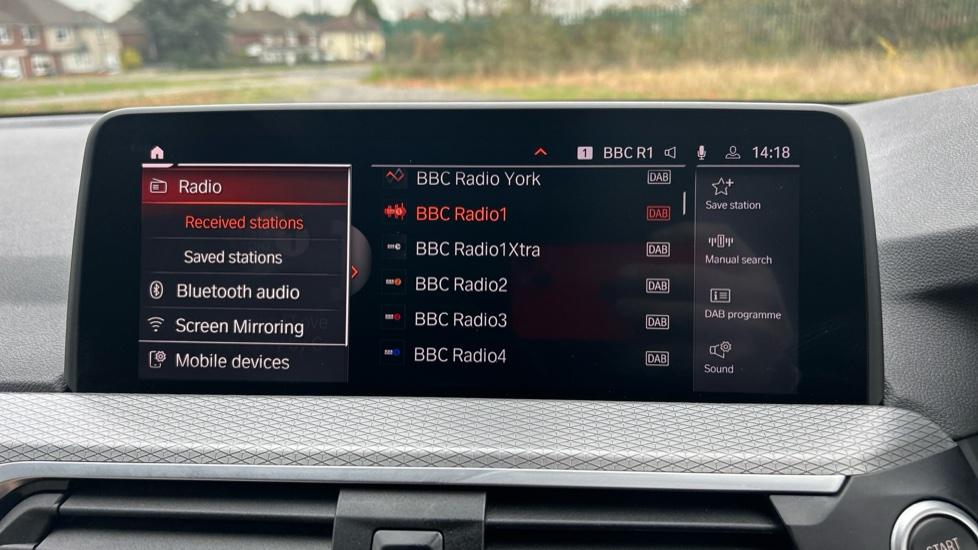 1 BBC R1 14:18
Radio
Received stations
Saved stations
Bluetooth audio
Screen Mirroring
Mobile devices
BBC Radio York DAB
BBC Radio1 DAB
BBC Radio1Xtra DAB
BBC Radio2 DAB
BBC Radio3 DAB
BBC Radio4 DAB
Save station
Manual search
DAB programme
Sound
START